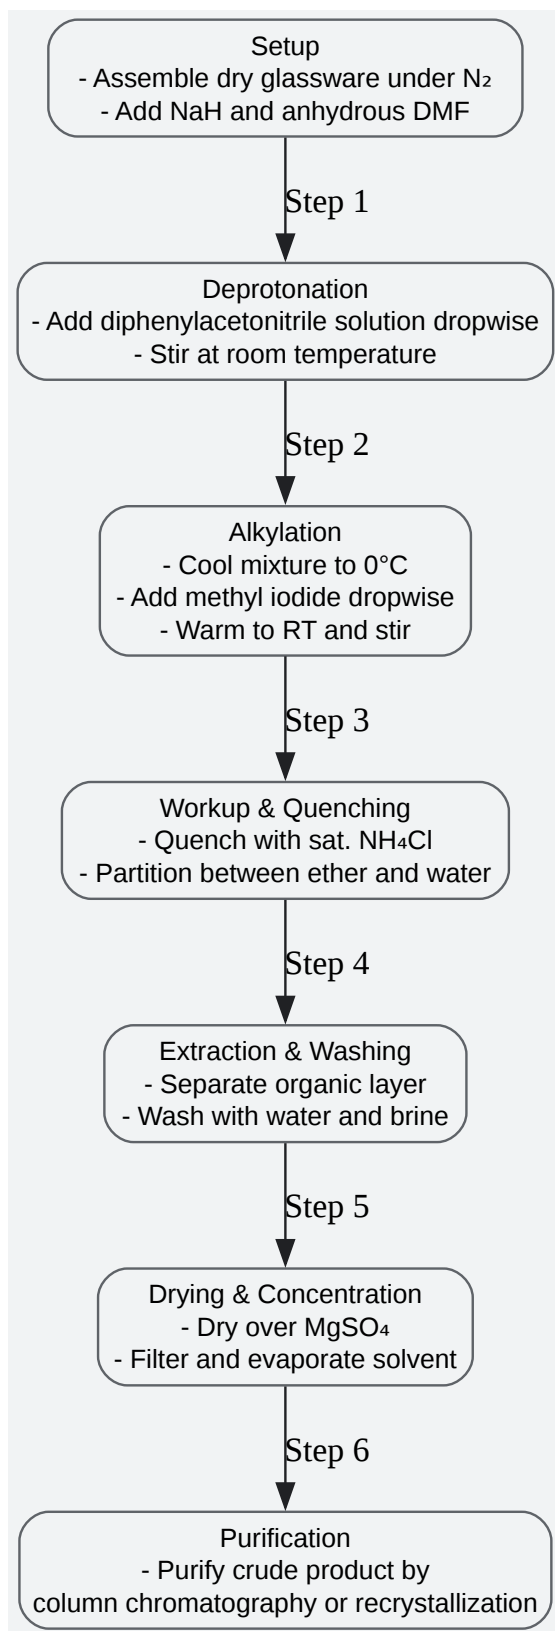 Setup
- Assemble dry glassware under N₂
- Add NaH and anhydrous DMF
Step 1
Deprotonation
- Add diphenylacetonitrile solution dropwise
- Stir at room temperature
Step 2
Alkylation
- Cool mixture to 0°C
- Add methyl iodide dropwise
- Warm to RT and stir
Step 3
Workup & Quenching
- Quench with sat. NH₄Cl
- Partition between ether and water
Step 4
Extraction & Washing
- Separate organic layer
- Wash with water and brine
Step 5
Drying & Concentration
- Dry over MgSO₄
- Filter and evaporate solvent
Step 6
Purification
- Purify crude product by
column chromatography or recrystallization